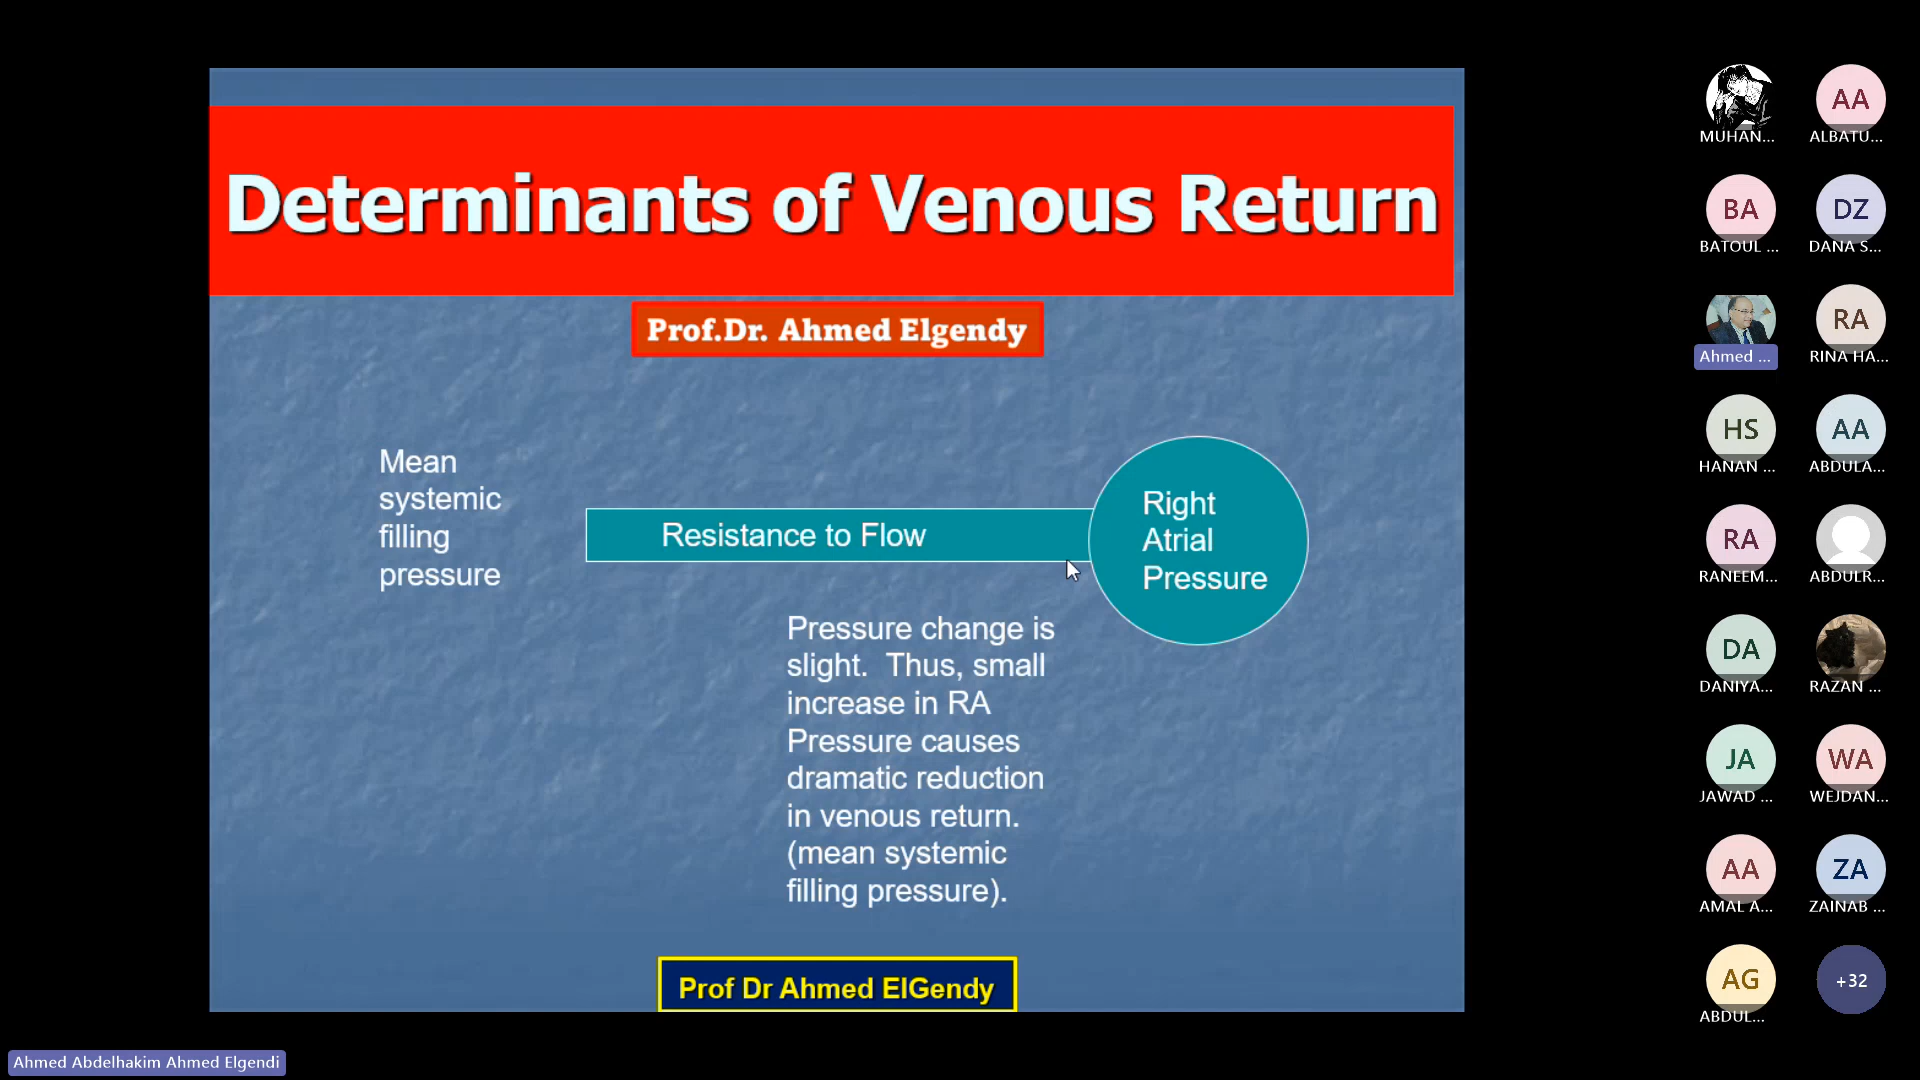 Determinants of Venous Return
Prof.Dr. Ahmed Elgendy
Mean
systemic
filling
pressure
Resistance to Flow
Right
Atrial
Pressure
Pressure change is
slight. Thus, small
increase in RA
Pressure causes
dramatic reduction
in venous return.
(mean systemic
filling pressure).
Prof Dr Ahmed ElGendy
MUHAN...
AA
ALBATU...
BA
BATOUL ...
DZ
DANA S...
Ahmed ...
RA
RINA HA...
HS
HANAN ...
AA
ABDULA...
RA
RANEEM...
ABDULR...
DA
DANIYA...
RAZAN ...
JA
JAWAD ...
WA
WEJDAN...
AA
AMAL A...
ZA
ZAINAB ...
AG
ABDUL...
+32
Ahmed Abdelhakim Ahmed Elgendi